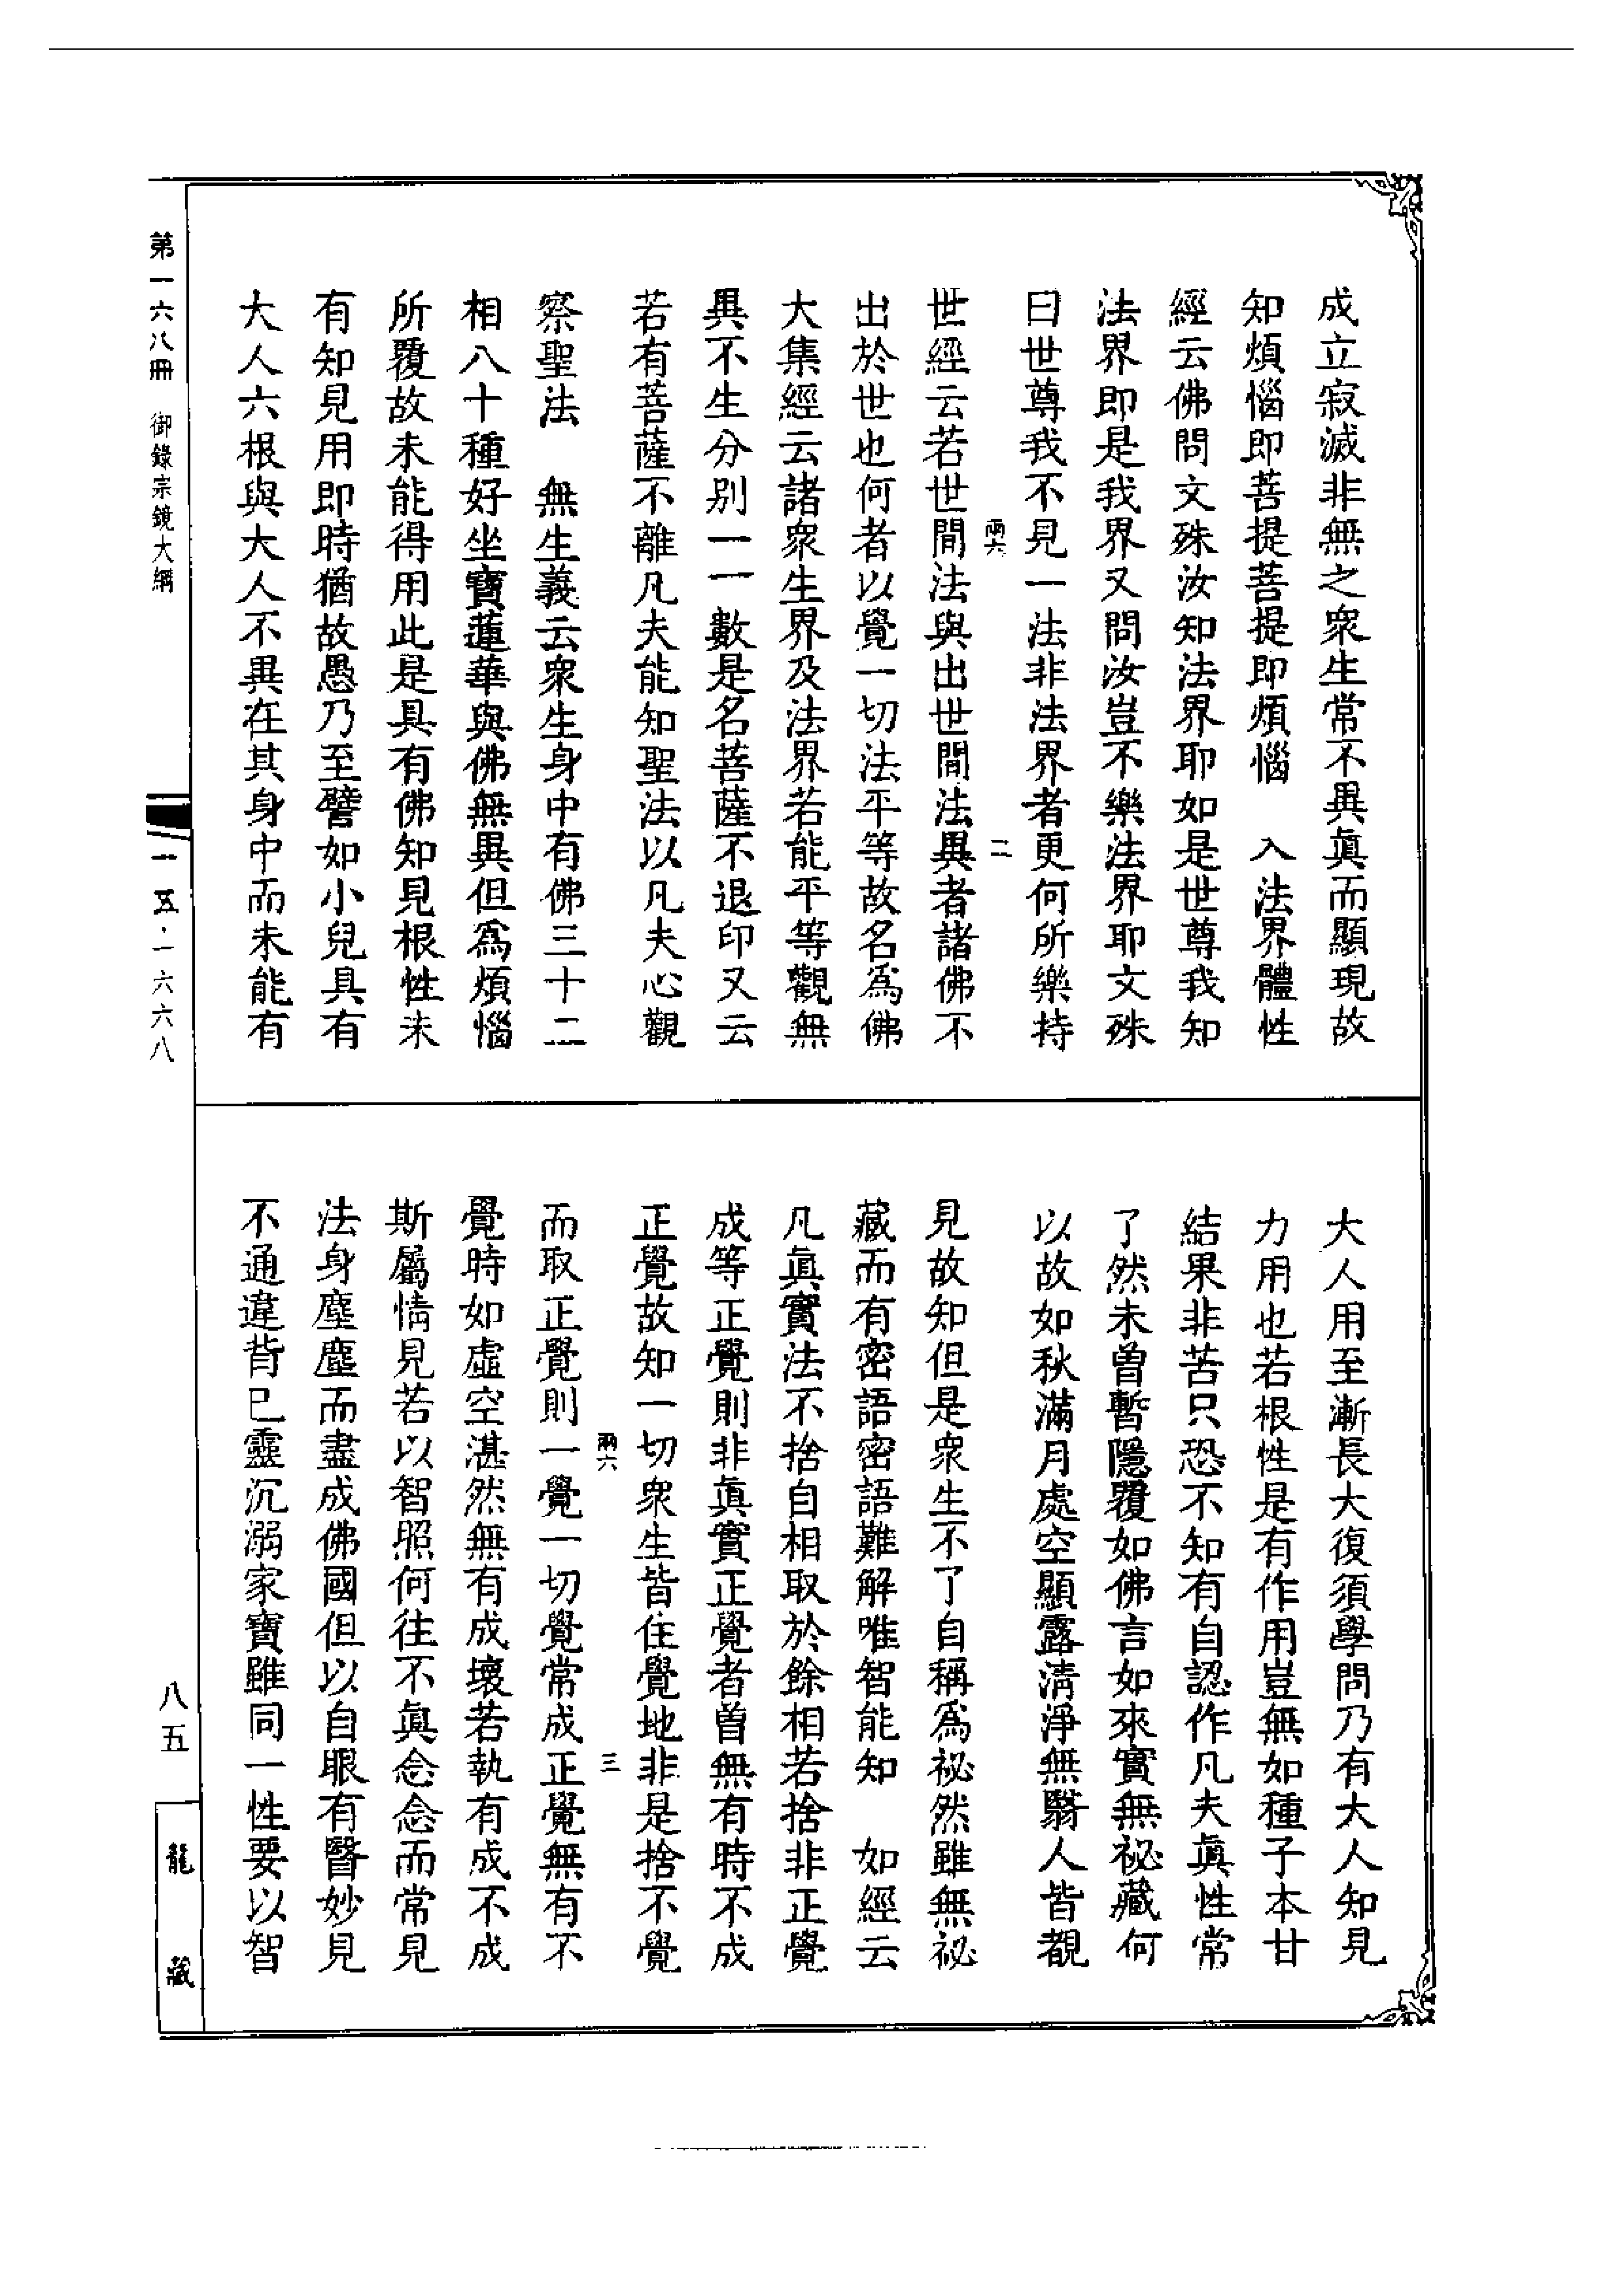 成立寂滅非無之衆生常不異眞而顯現故
知煩惱即菩提菩提即煩惱　入法界體性
經云佛問文殊汝知法界耶如是世尊我知
法界即是我界又問汝豈不樂法界耶文殊
曰世尊我不見一法非法界者更何所樂持
兩六　二
世經云若世間法與出世間法異者諸佛不
出於世也何者以覺一切法平等故名爲佛
大集經云諸衆生界及法界若能平等觀無
異不生分別一一數是名菩薩不退印又云
若有菩薩不離凡夫能知聖法以凡夫心觀
察聖法　無生義云衆生身中有佛三十二
相八十種好坐寶蓮華與佛無異但爲煩惱
所覆故未能得用此是具有佛知見根性未
有知見用即時猶故愚乃至譬如小兒具有
大人六根與大人不異在其身中而未能有
大人用至漸長大復須學問乃有大人知見
力用也若根性是有作用豈無如種子本甘
結果非苦只恐不知有自認作凡夫眞性常
了然未曾暫隱覆如佛言如來實無祕藏何
以故如秋滿月處空顯露清淨無翳人皆覩
見故知但是衆生不了自稱爲祕然雖無祕
藏而有密語密語難解唯智能知　如經云
凡眞實法不捨自相取於餘相若捨非正覺
成等正覺則非眞實正覺者曾無有時不成
正覺故知一切衆生皆住覺地非是捨不覺
兩六　三
而取正覺則一覺一切覺常成正覺無有不
覺時如虛空湛然無有成壞若執有成不成
斯屬情見若以智照何往不眞念念而常見
法身塵塵而盡成佛國但以自眼有瞖妙見
不通違背已靈沉溺家寶雖同一性要以智
第一六八冊　御錄宗鏡大綱
一五·一六六八
八五
龍藏